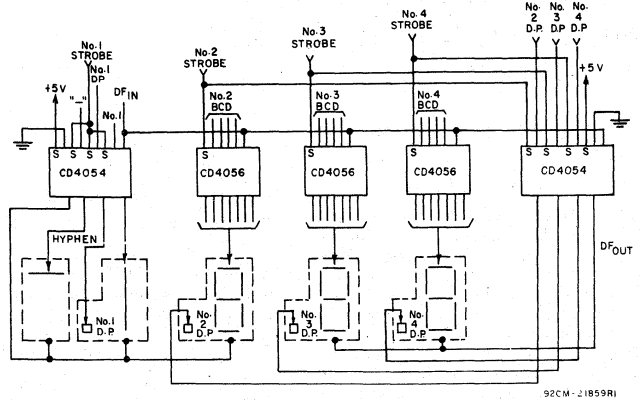 No.1
STROBE
No.1
DP
+5V
"–"
No.1
DF IN
No.2
STROBE
No.2
BCD
No.3
STROBE
No.3
BCD
No.4
STROBE
No.4
BCD
No.
2
D.P.
No.
3
D.P.
No.
4
D.P.
+5V
S S S S
CD4054
S
CD4056
S
CD4056
S
CD4056
S S S S
CD4054
HYPHEN
DF OUT
No.1
D.P.
No.
2
D.P.
No.
3
D.P.
No.
4
D.P.
92CM-21859R1